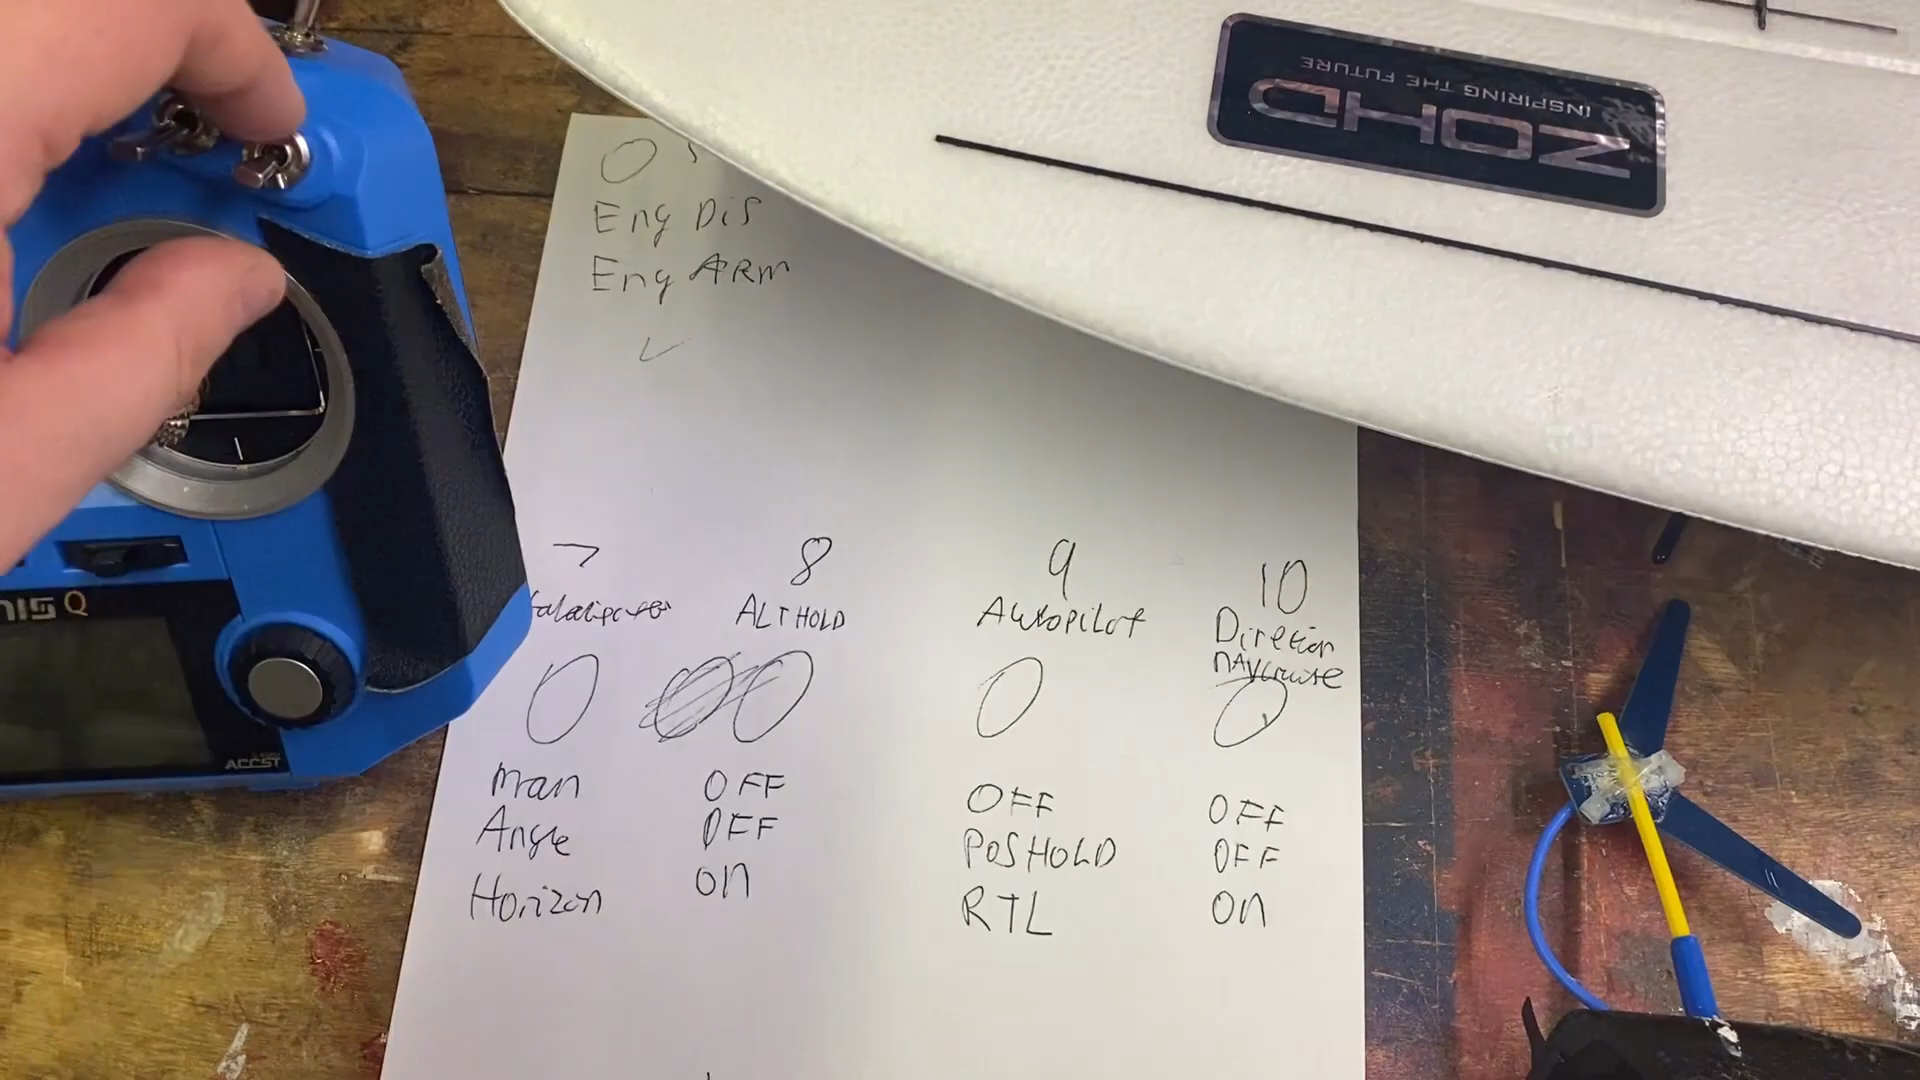 INSPIRING THE FUTURE
ZOHD
Eng Dis
Eng ARM
7 8 9 10
ALTHOLD Autopilot Direction
NAVCruise
Man OFF OFF OFF
Angle OFF POSHOLD OFF
Horizon ON RTL ON
NIS Q
ACCST